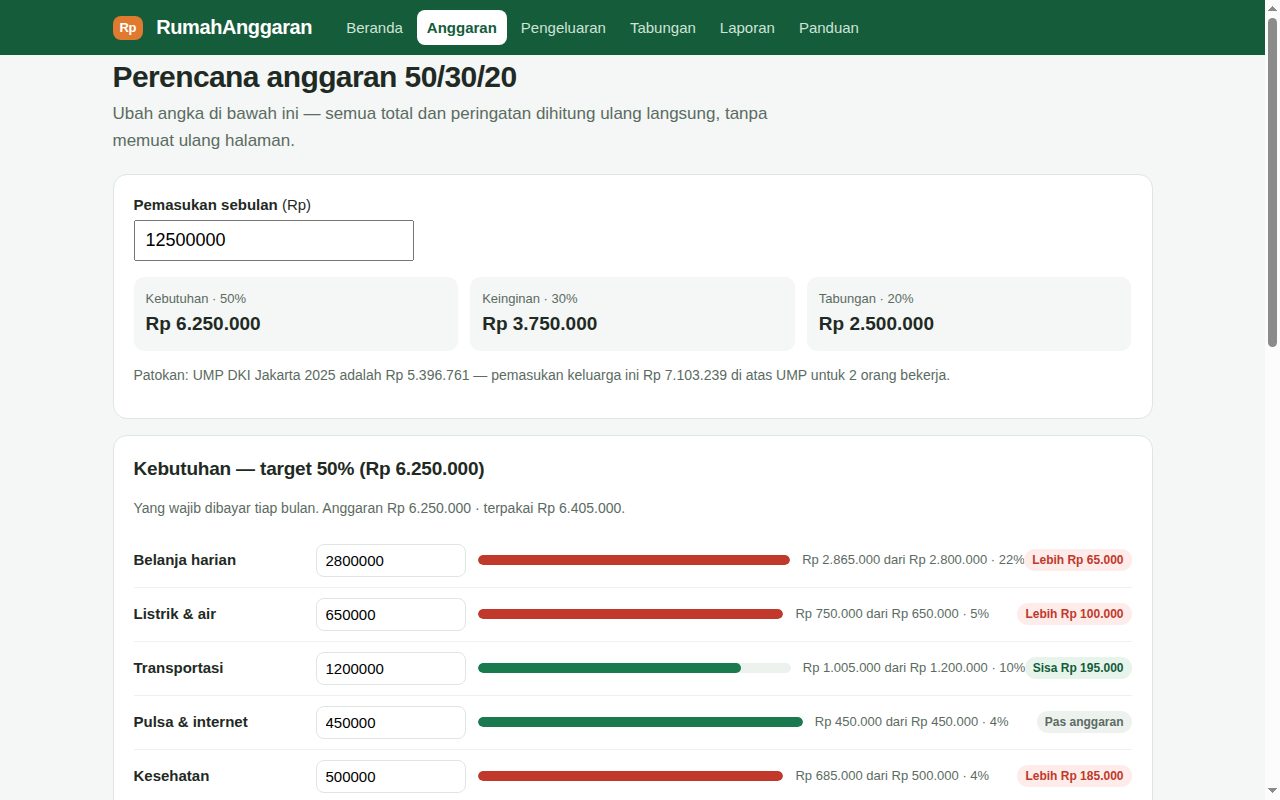 Rp RumahAnggaran Beranda Anggaran Pengeluaran Tabungan Laporan Panduan
Perencana anggaran 50/30/20
Ubah angka di bawah ini — semua total dan peringatan dihitung ulang langsung, tanpa
memuat ulang halaman.
Pemasukan sebulan (Rp)
12500000
Kebutuhan · 50% Keinginan · 30% Tabungan · 20%
Rp 6.250.000 Rp 3.750.000 Rp 2.500.000
Patokan: UMP DKI Jakarta 2025 adalah Rp 5.396.761 — pemasukan keluarga ini Rp 7.103.239 di atas UMP untuk 2 orang bekerja.
Kebutuhan — target 50% (Rp 6.250.000)
Yang wajib dibayar tiap bulan. Anggaran Rp 6.250.000 · terpakai Rp 6.405.000.
Belanja harian 2800000 Rp 2.865.000 dari Rp 2.800.000 · 22% Lebih Rp 65.000
Listrik & air 650000 Rp 750.000 dari Rp 650.000 · 5% Lebih Rp 100.000
Transportasi 1200000 Rp 1.005.000 dari Rp 1.200.000 · 10% Sisa Rp 195.000
Pulsa & internet 450000 Rp 450.000 dari Rp 450.000 · 4% Pas anggaran
Kesehatan 500000 Rp 685.000 dari Rp 500.000 · 4% Lebih Rp 185.000